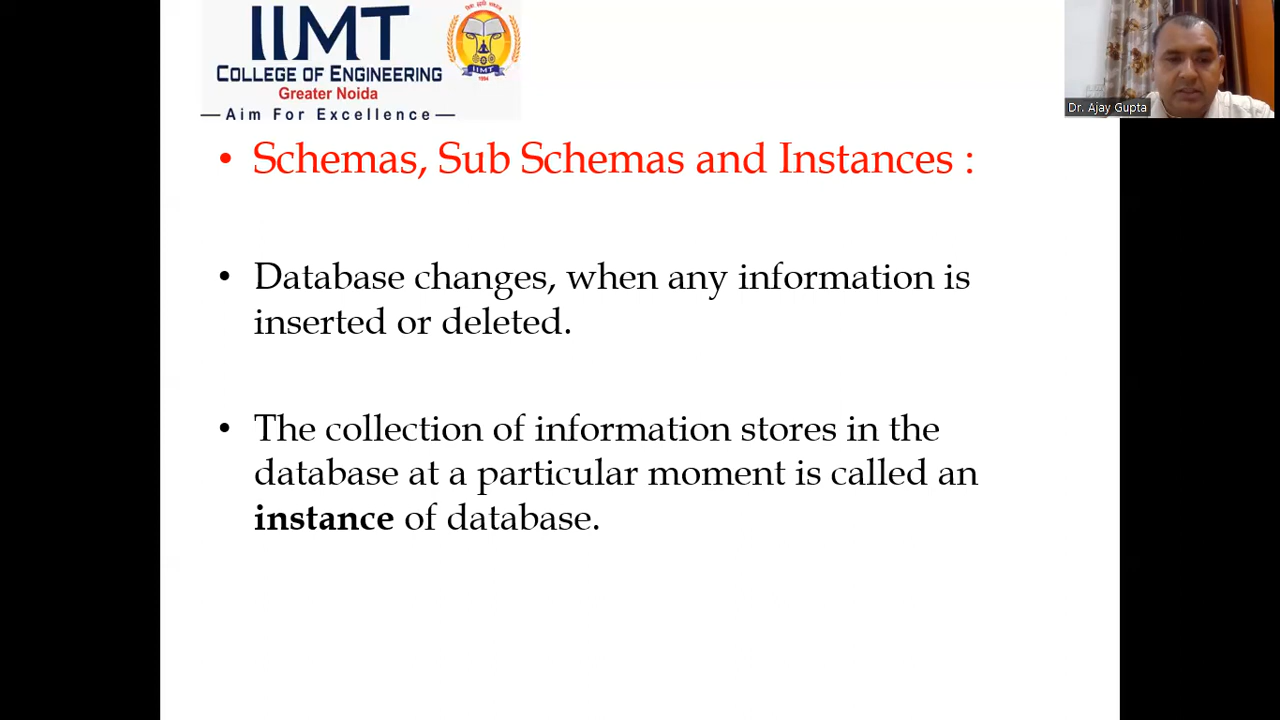 IIMT
COLLEGE OF ENGINEERING
Greater Noida
—Aim For Excellence—
IIMT
Dr. Ajay Gupta
• Schemas, Sub Schemas and Instances :
• Database changes, when any information is
inserted or deleted.
• The collection of information stores in the
database at a particular moment is called an
instance of database.